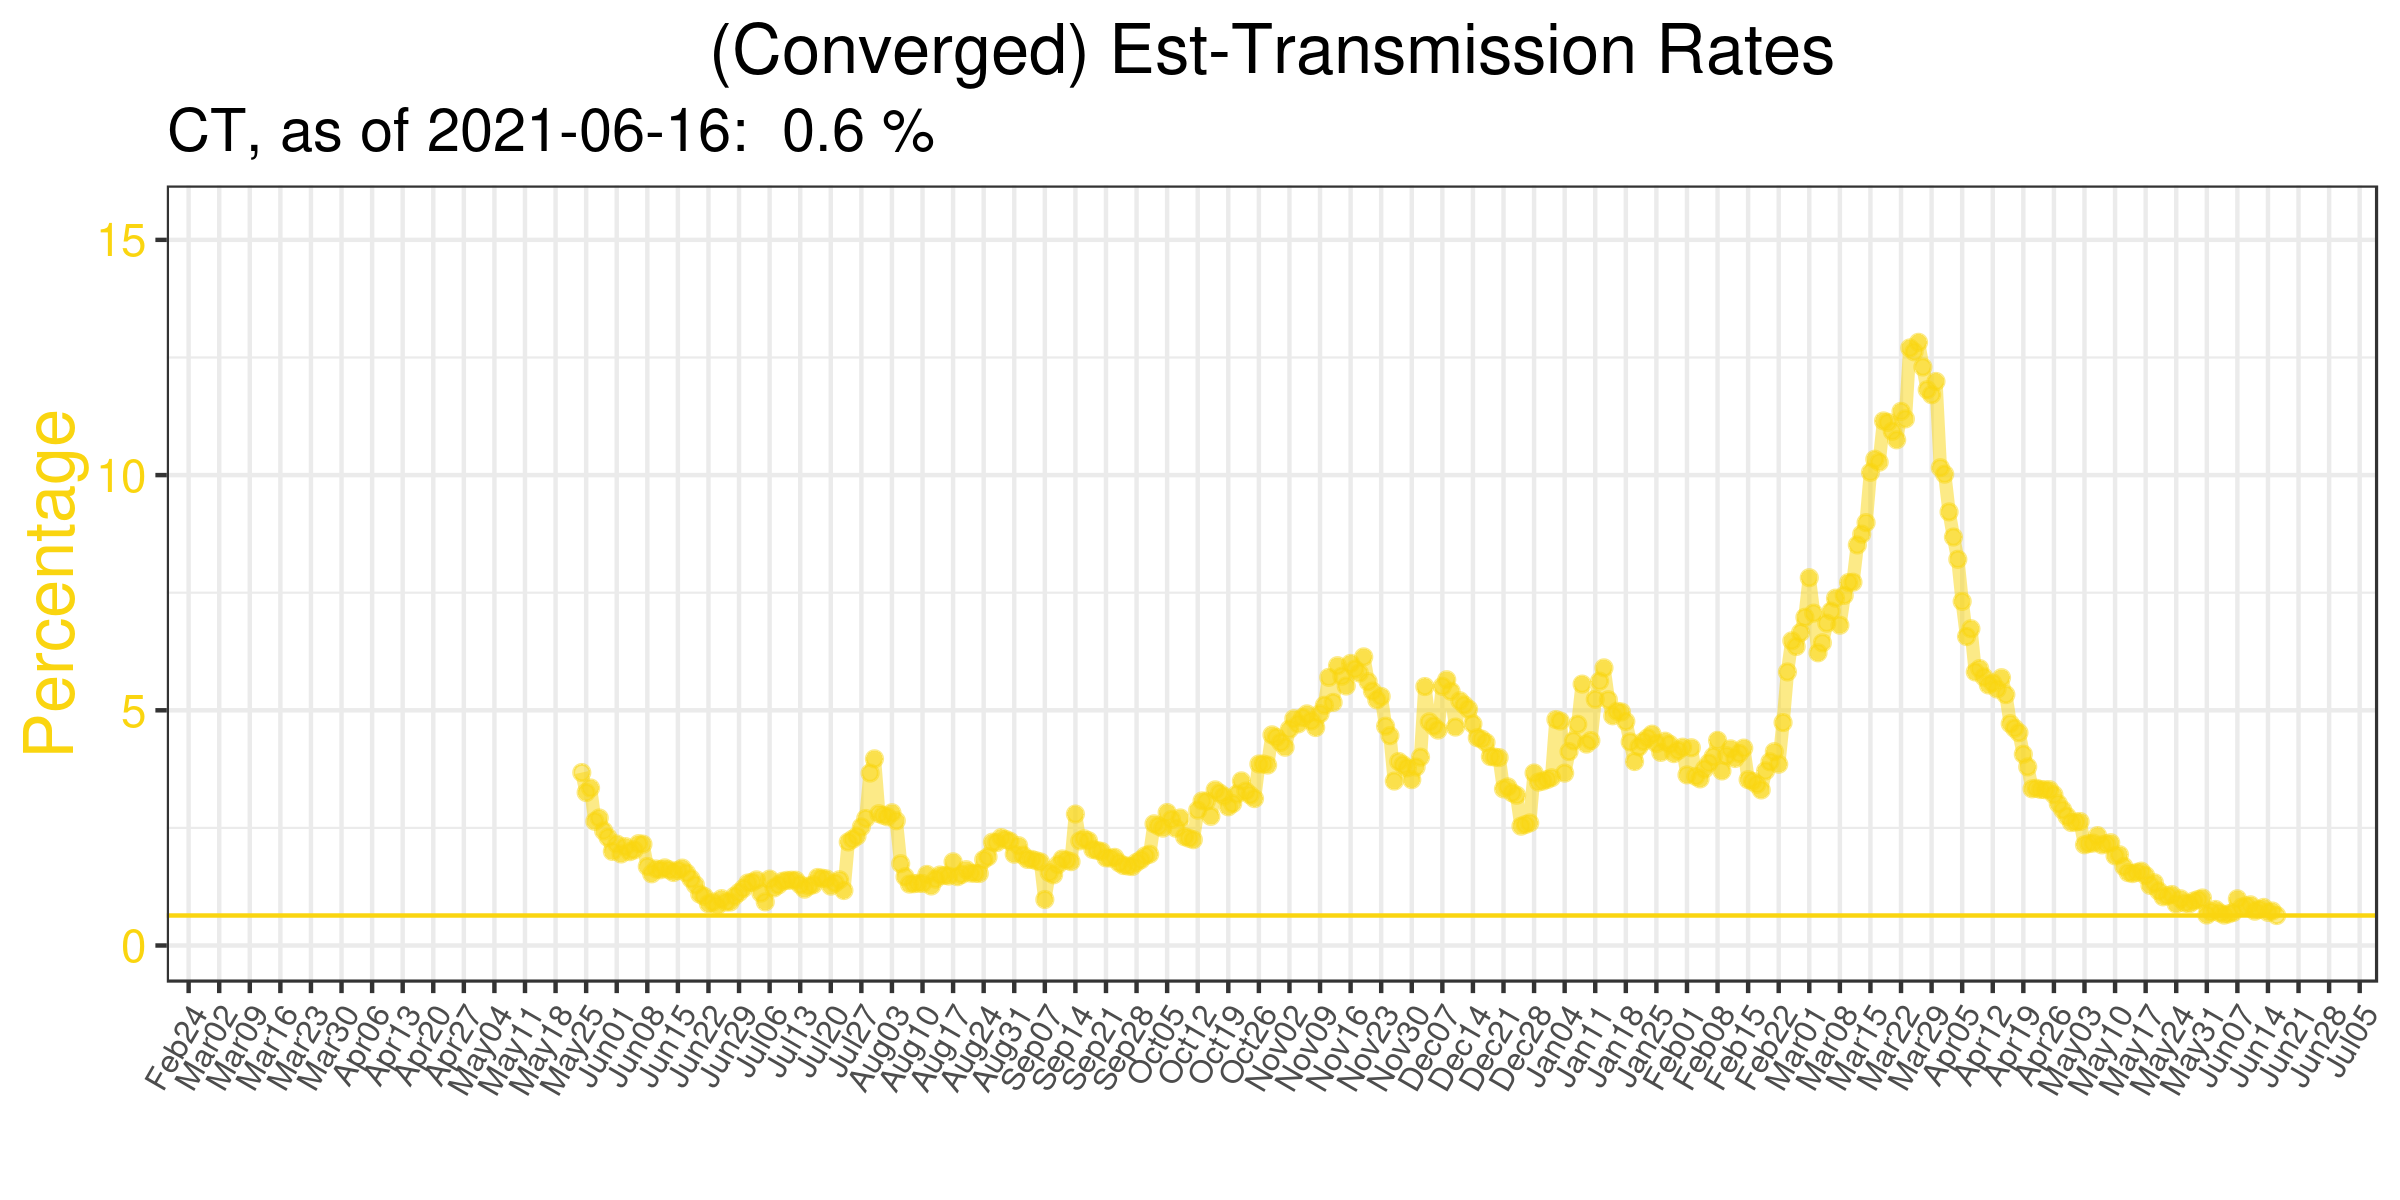 (Converged) Est-Transmission Rates
CT, as of 2021-06-16:  0.6 %
Percentage
15
10
5
0
Feb24
Mar02
Mar09
Mar16
Mar23
Mar30
Apr06
Apr13
Apr20
Apr27
May04
May11
May18
May25
Jun01
Jun08
Jun15
Jun22
Jun29
Jul06
Jul13
Jul20
Jul27
Aug03
Aug10
Aug17
Aug24
Aug31
Sep07
Sep14
Sep21
Sep28
Oct05
Oct12
Oct19
Oct26
Nov02
Nov09
Nov16
Nov23
Nov30
Dec07
Dec14
Dec21
Dec28
Jan04
Jan11
Jan18
Jan25
Feb01
Feb08
Feb15
Feb22
Mar01
Mar08
Mar15
Mar22
Mar29
Apr05
Apr12
Apr19
Apr26
May03
May10
May17
May24
May31
Jun07
Jun14
Jun21
Jun28
Jul05